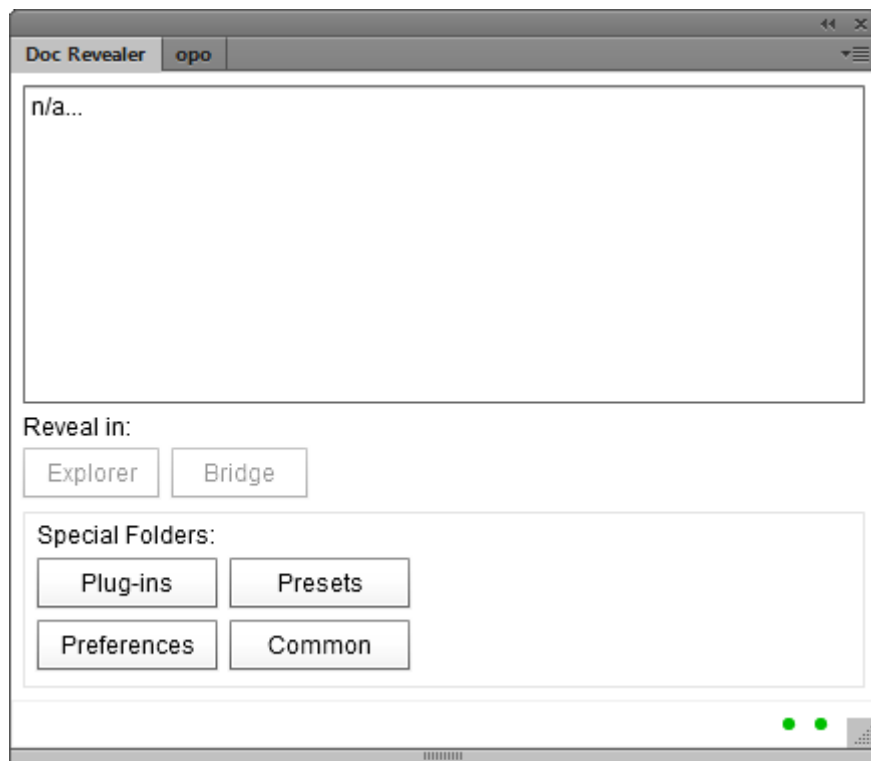 Doc Revealer opo
n/a...
Reveal in:
Explorer Bridge
Special Folders:
Plug-ins Presets
Preferences Common